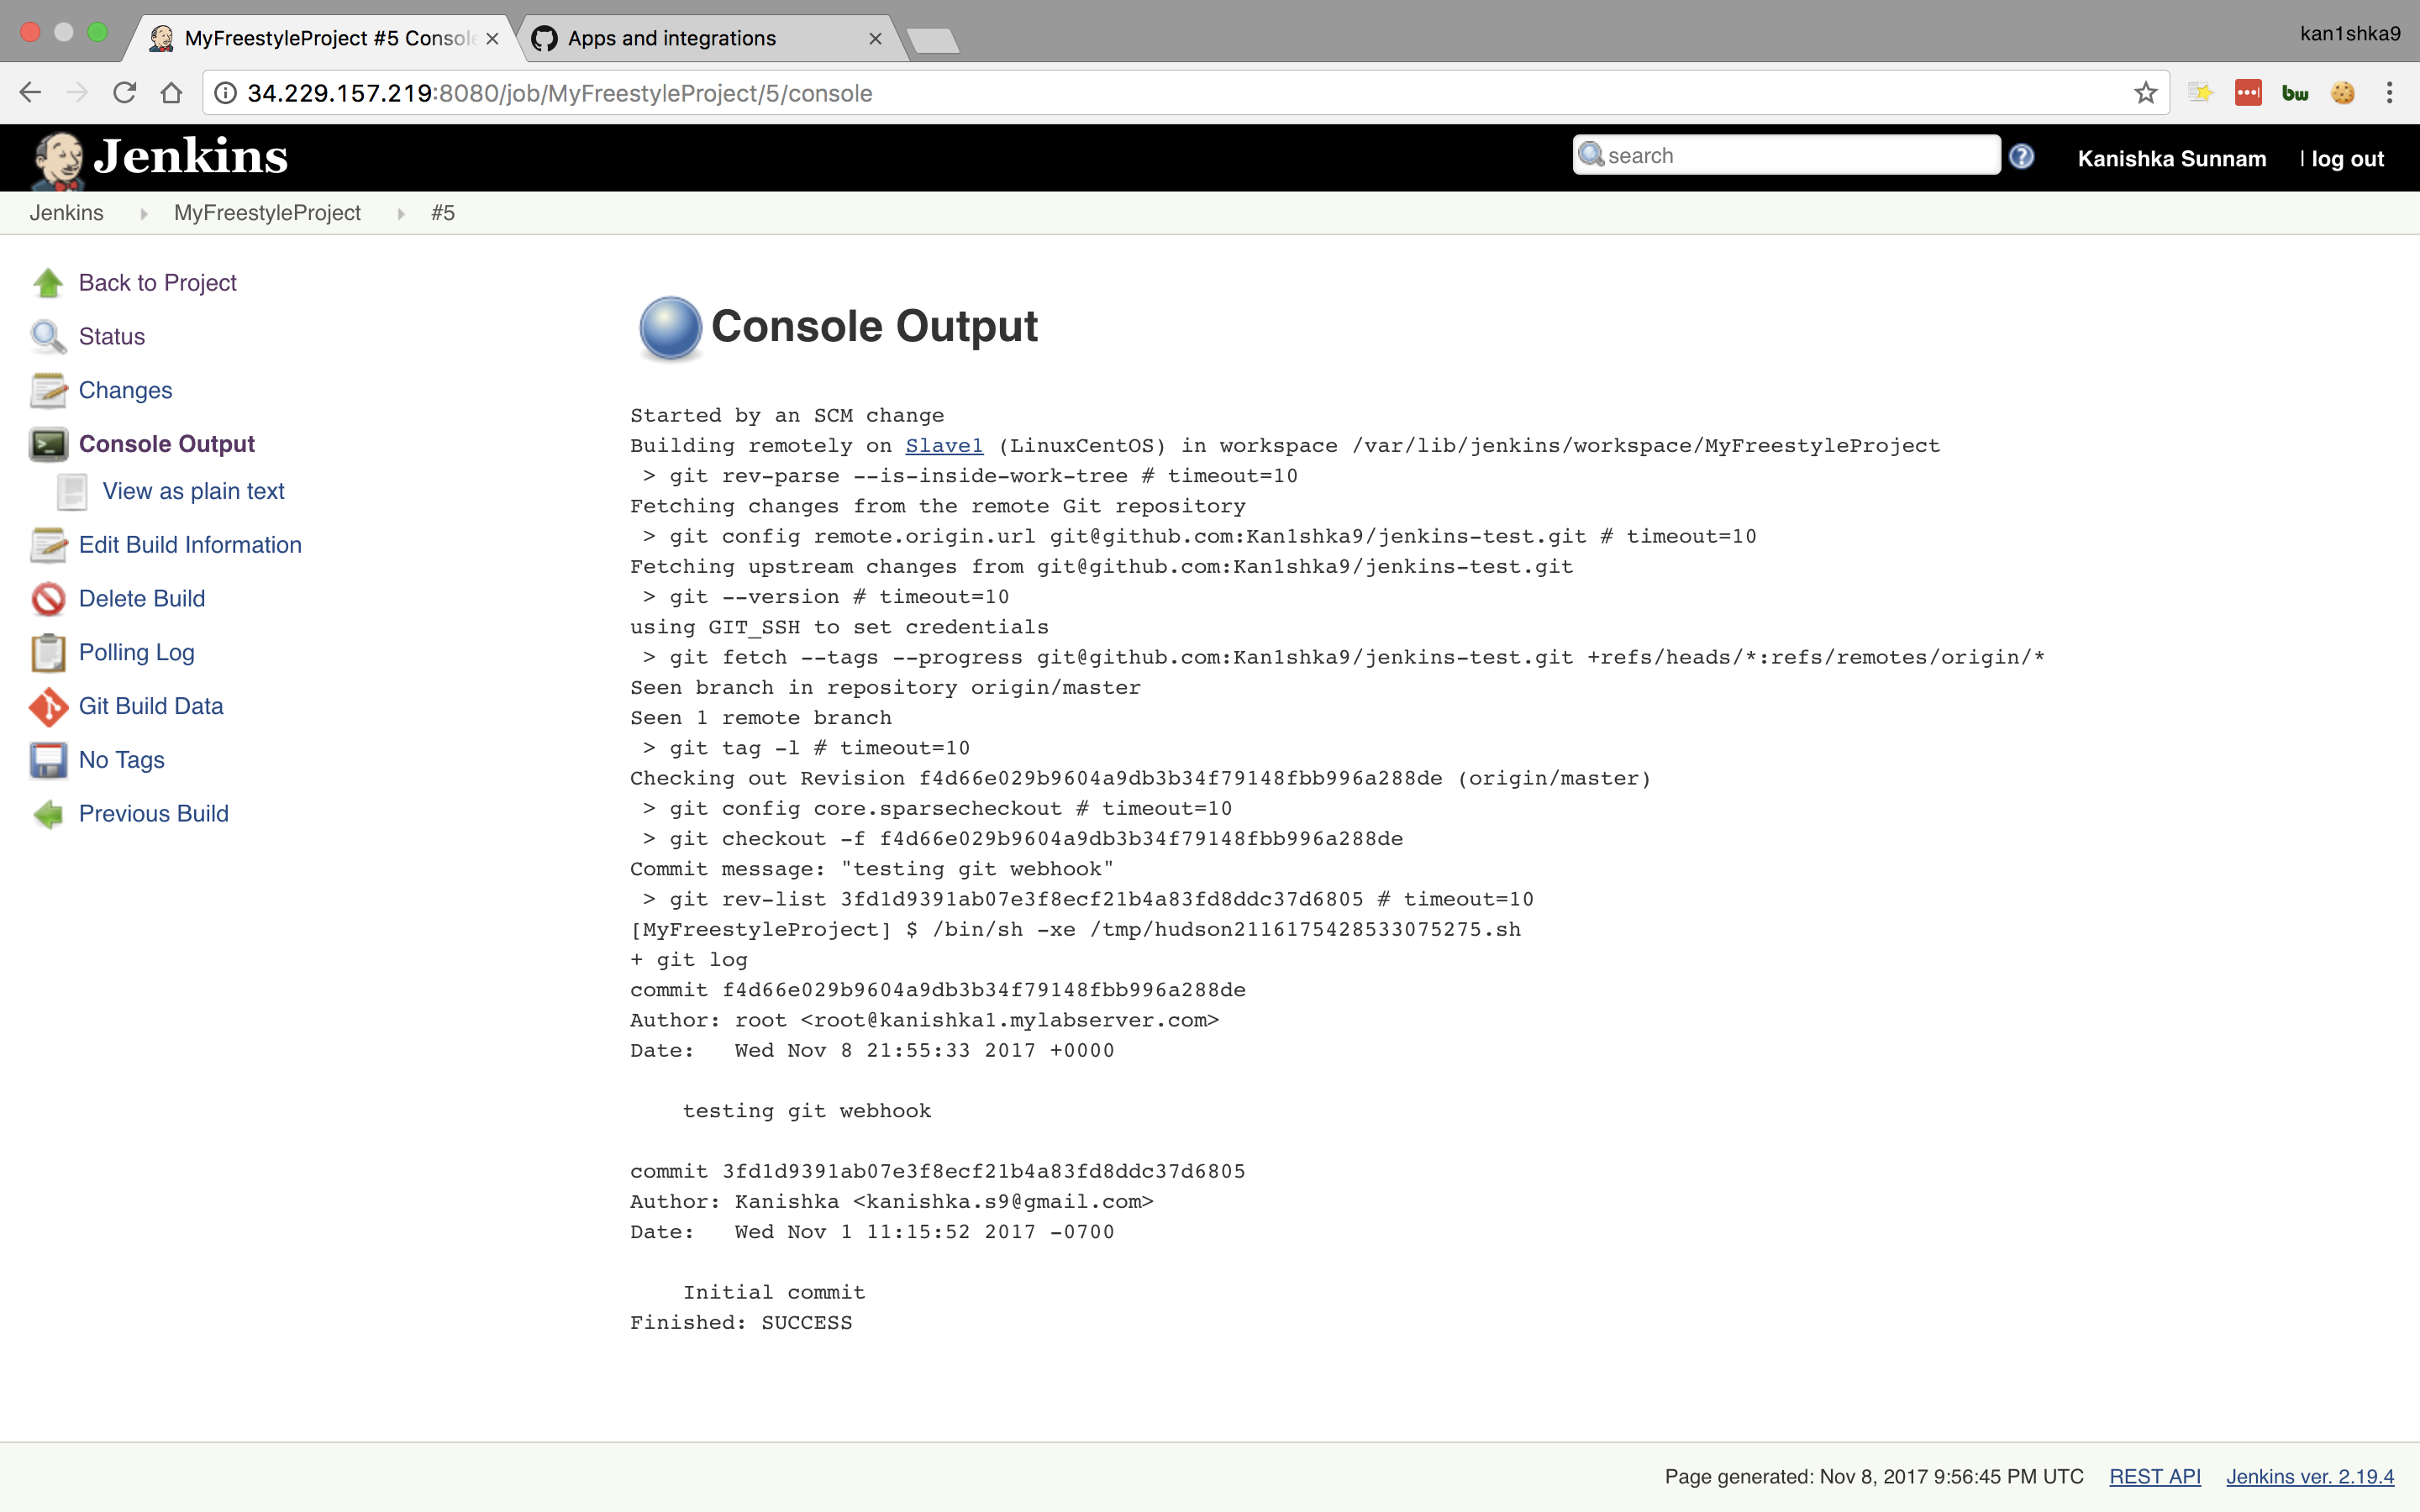 MyFreestyleProject #5 Console
Apps and integrations
kan1shka9
34.229.157.219:8080/job/MyFreestyleProject/5/console
bw
Jenkins
search
Kanishka Sunnam | log out
Jenkins MyFreestyleProject #5
Back to Project
Status
Changes
Console Output
View as plain text
Edit Build Information
Delete Build
Polling Log
Git Build Data
No Tags
Previous Build
Console Output
Started by an SCM change
Building remotely on Slave1 (LinuxCentOS) in workspace /var/lib/jenkins/workspace/MyFreestyleProject
 > git rev-parse --is-inside-work-tree # timeout=10
Fetching changes from the remote Git repository
 > git config remote.origin.url git@github.com:Kan1shka9/jenkins-test.git # timeout=10
Fetching upstream changes from git@github.com:Kan1shka9/jenkins-test.git
 > git --version # timeout=10
using GIT_SSH to set credentials
 > git fetch --tags --progress git@github.com:Kan1shka9/jenkins-test.git +refs/heads/*:refs/remotes/origin/*
Seen branch in repository origin/master
Seen 1 remote branch
 > git tag -l # timeout=10
Checking out Revision f4d66e029b9604a9db3b34f79148fbb996a288de (origin/master)
 > git config core.sparsecheckout # timeout=10
 > git checkout -f f4d66e029b9604a9db3b34f79148fbb996a288de
Commit message: "testing git webhook"
 > git rev-list 3fd1d9391ab07e3f8ecf21b4a83fd8ddc37d6805 # timeout=10
[MyFreestyleProject] $ /bin/sh -xe /tmp/hudson2116175428533075275.sh
+ git log
commit f4d66e029b9604a9db3b34f79148fbb996a288de
Author: root <root@kanishka1.mylabserver.com>
Date:   Wed Nov 8 21:55:33 2017 +0000
    testing git webhook
commit 3fd1d9391ab07e3f8ecf21b4a83fd8ddc37d6805
Author: Kanishka <kanishka.s9@gmail.com>
Date:   Wed Nov 1 11:15:52 2017 -0700
    Initial commit
Finished: SUCCESS
Page generated: Nov 8, 2017 9:56:45 PM UTC REST API Jenkins ver. 2.19.4